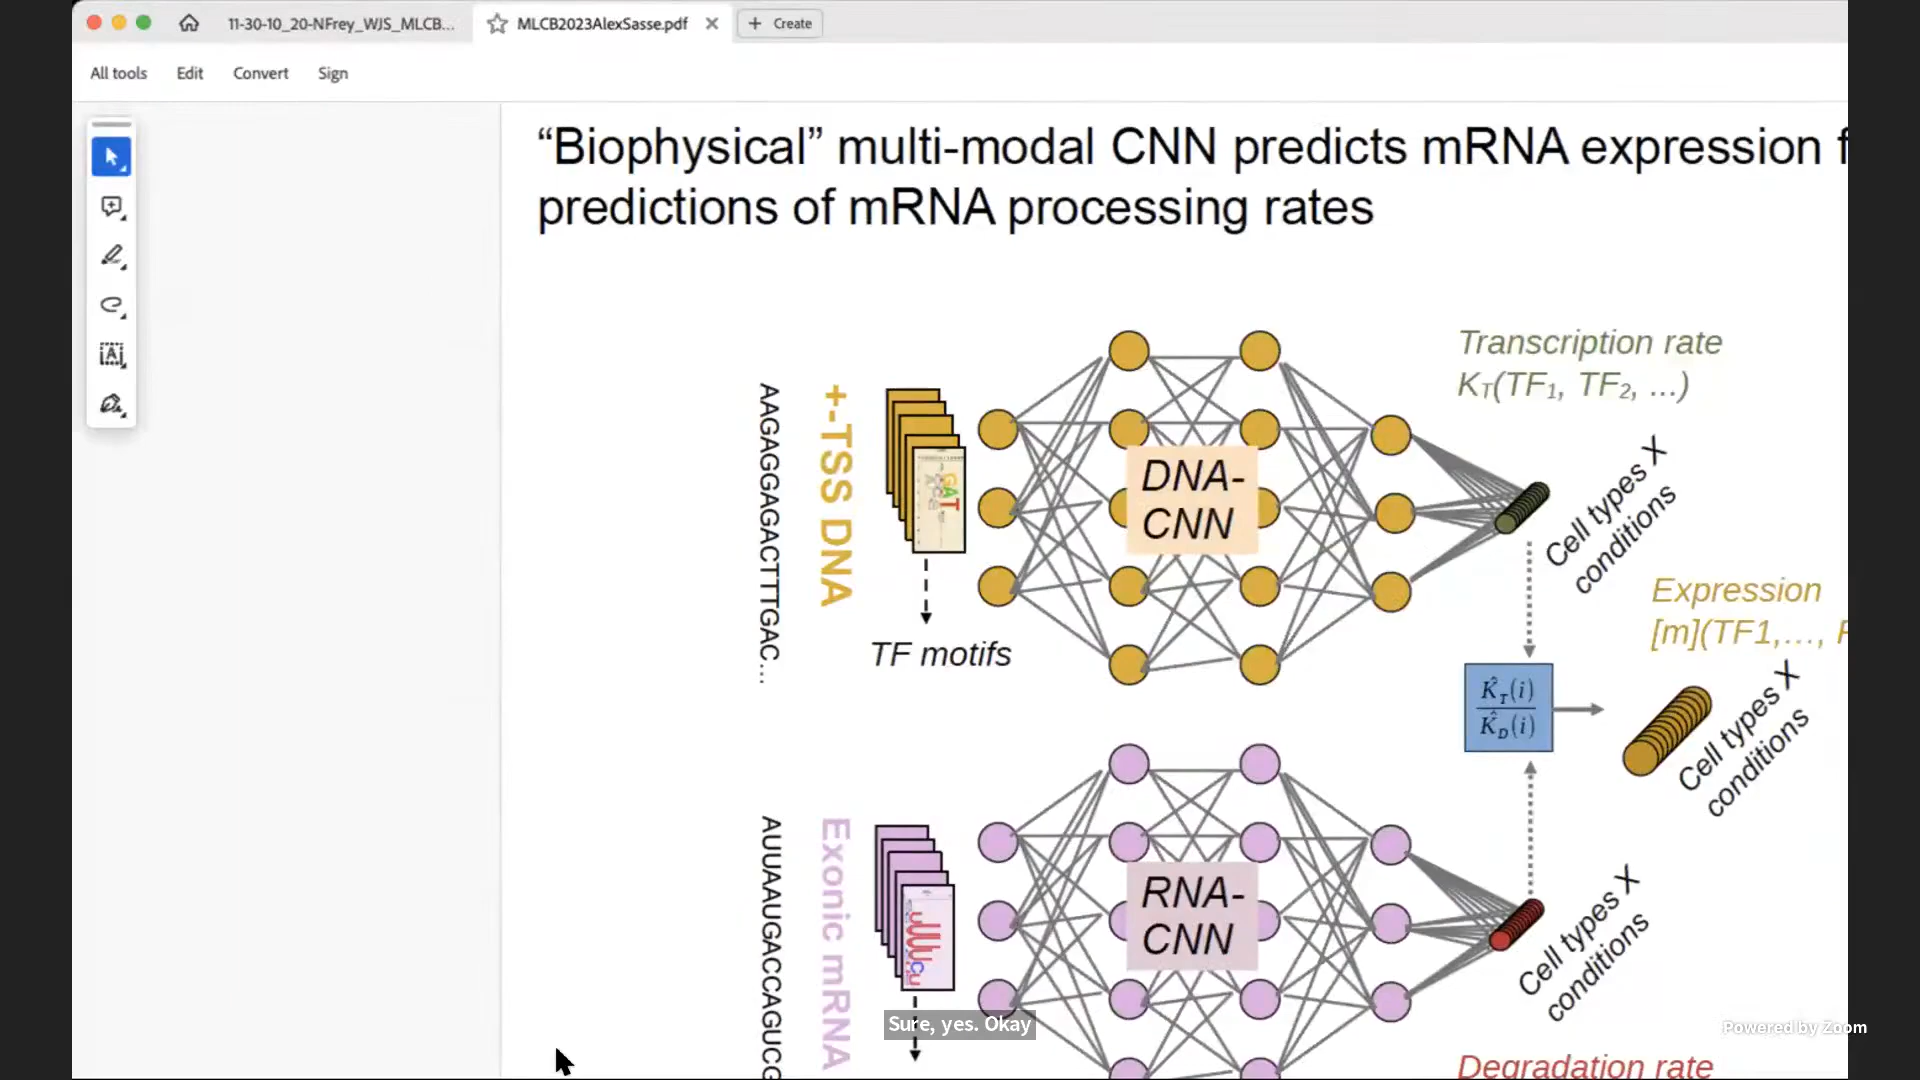 11-30-10_20-NFrey_WJS_MLCB...
MLCB2023AlexSasse.pdf
Create
All tools
Edit
Convert
Sign
“Biophysical” multi-modal CNN predicts mRNA expression f
predictions of mRNA processing rates
Transcription rate
K_T(TF₁, TF₂, ...)
AAGAGGAGACTTTGAC...
+-TSS DNA
GAT
DNA-
CNN
TF motifs
Cell types X
conditions
Expression
[m](TF1,..., F
K̂_T(i)
K̂_D(i)
Cell types X
conditions
AUUAAUGACCAGUCG
Exonic mRNA
RNA-
CNN
Cell types X
conditions
Degradation rate
Sure, yes. Okay
Powered by Zoom